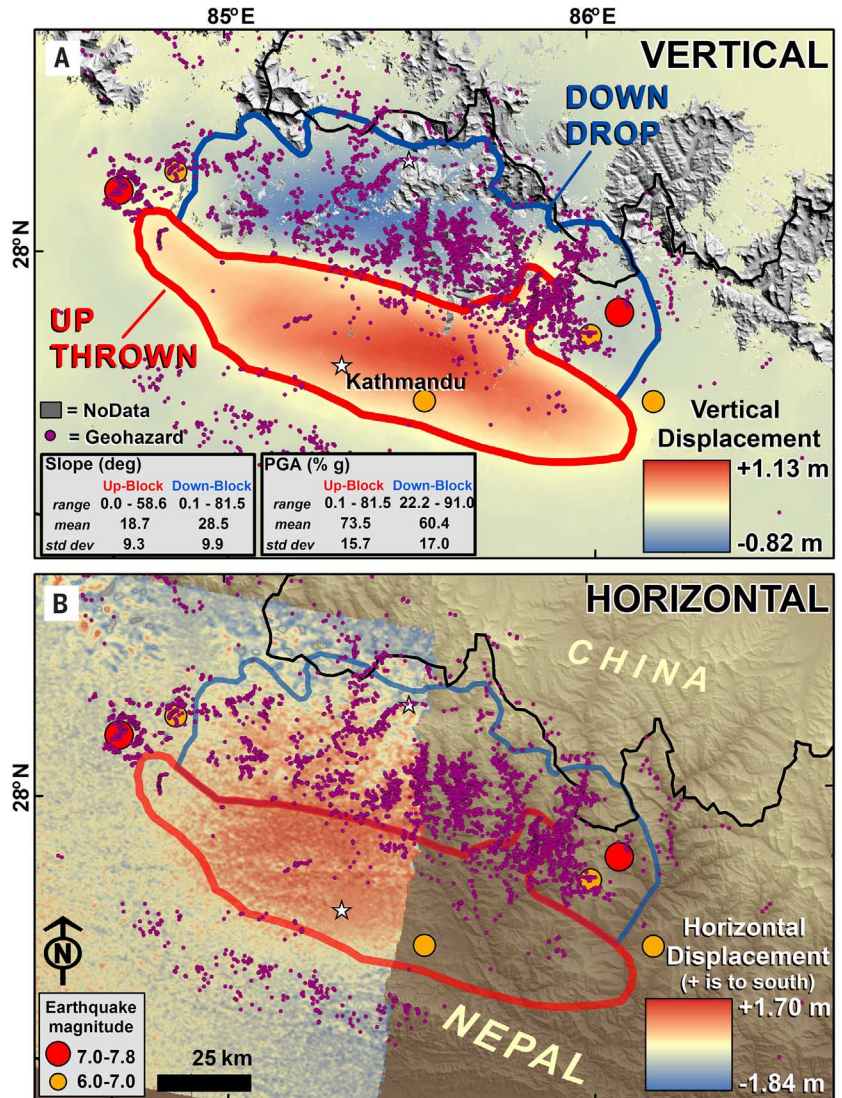 85°E
86°E
A
VERTICAL
DOWN
DROP
28°N
UP
THROWN
Kathmandu
= NoData
= Geohazard
Vertical
Displacement
+1.13 m
-0.82 m
Slope (deg)
Up-Block Down-Block
range 0.0 - 58.6 0.1 - 81.5
mean 18.7 28.5
std dev 9.3 9.9
PGA (% g)
Up-Block Down-Block
range 0.1 - 81.5 22.2 - 91.0
mean 73.5 60.4
std dev 15.7 17.0
B
HORIZONTAL
CHINA
28°N
N
Earthquake
magnitude
7.0-7.8
6.0-7.0
25 km
NEPAL
Horizontal
Displacement
(+ is to south)
+1.70 m
-1.84 m